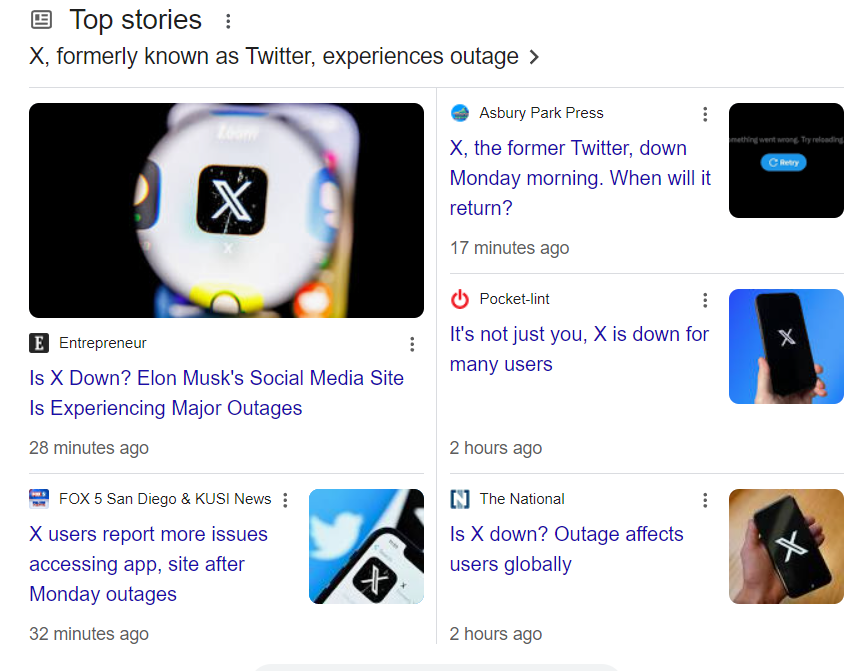 Top stories
X, formerly known as Twitter, experiences outage
Zoom
X
Entrepreneur
Is X Down? Elon Musk's Social Media Site
Is Experiencing Major Outages
28 minutes ago
FOX 5 San Diego & KUSI News
X users report more issues
accessing app, site after
Monday outages
32 minutes ago
Asbury Park Press
X, the former Twitter, down
Monday morning. When will it
return?
17 minutes ago
went wrong. Try reloading.
Retry
Pocket-lint
It's not just you, X is down for
many users
2 hours ago
The National
Is X down? Outage affects
users globally
2 hours ago